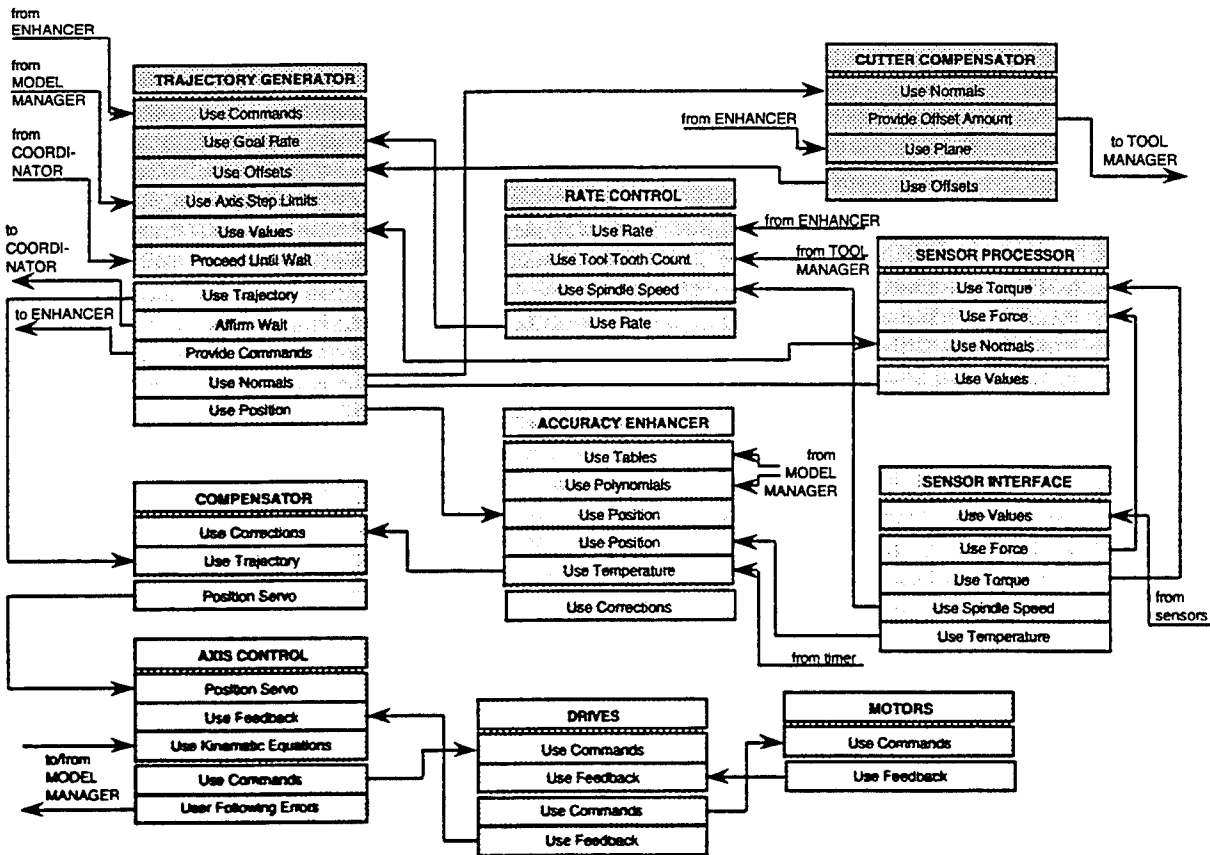 from
ENHANCER
from
MODEL
MANAGER
from
COORDI-
NATOR
to
COORDI-
NATOR
to ENHANCER
TRAJECTORY GENERATOR
Use Commands
Use Goal Rate
Use Offsets
Use Axis Step Limits
Use Values
Proceed Until Wait
Use Trajectory
Affirm Wait
Provide Commands
Use Normals
Use Position
CUTTER COMPENSATOR
Use Normals
Provide Offset Amount
Use Plane
Use Offsets
from ENHANCER
to TOOL
MANAGER
RATE CONTROL
Use Rate
Use Tool Tooth Count
Use Spindle Speed
Use Rate
from ENHANCER
from TOOL
MANAGER
SENSOR PROCESSOR
Use Torque
Use Force
Use Normals
Use Values
ACCURACY ENHANCER
Use Tables
Use Polynomials
Use Position
Use Position
Use Temperature
Use Corrections
from
MODEL
MANAGER
from timer
SENSOR INTERFACE
Use Values
Use Force
Use Torque
Use Spindle Speed
Use Temperature
from
sensors
COMPENSATOR
Use Corrections
Use Trajectory
Position Servo
AXIS CONTROL
Position Servo
Use Feedback
Use Kinematic Equations
Use Commands
User Following Errors
to/from
MODEL
MANAGER
DRIVES
Use Commands
Use Feedback
Use Commands
Use Feedback
MOTORS
Use Commands
Use Feedback